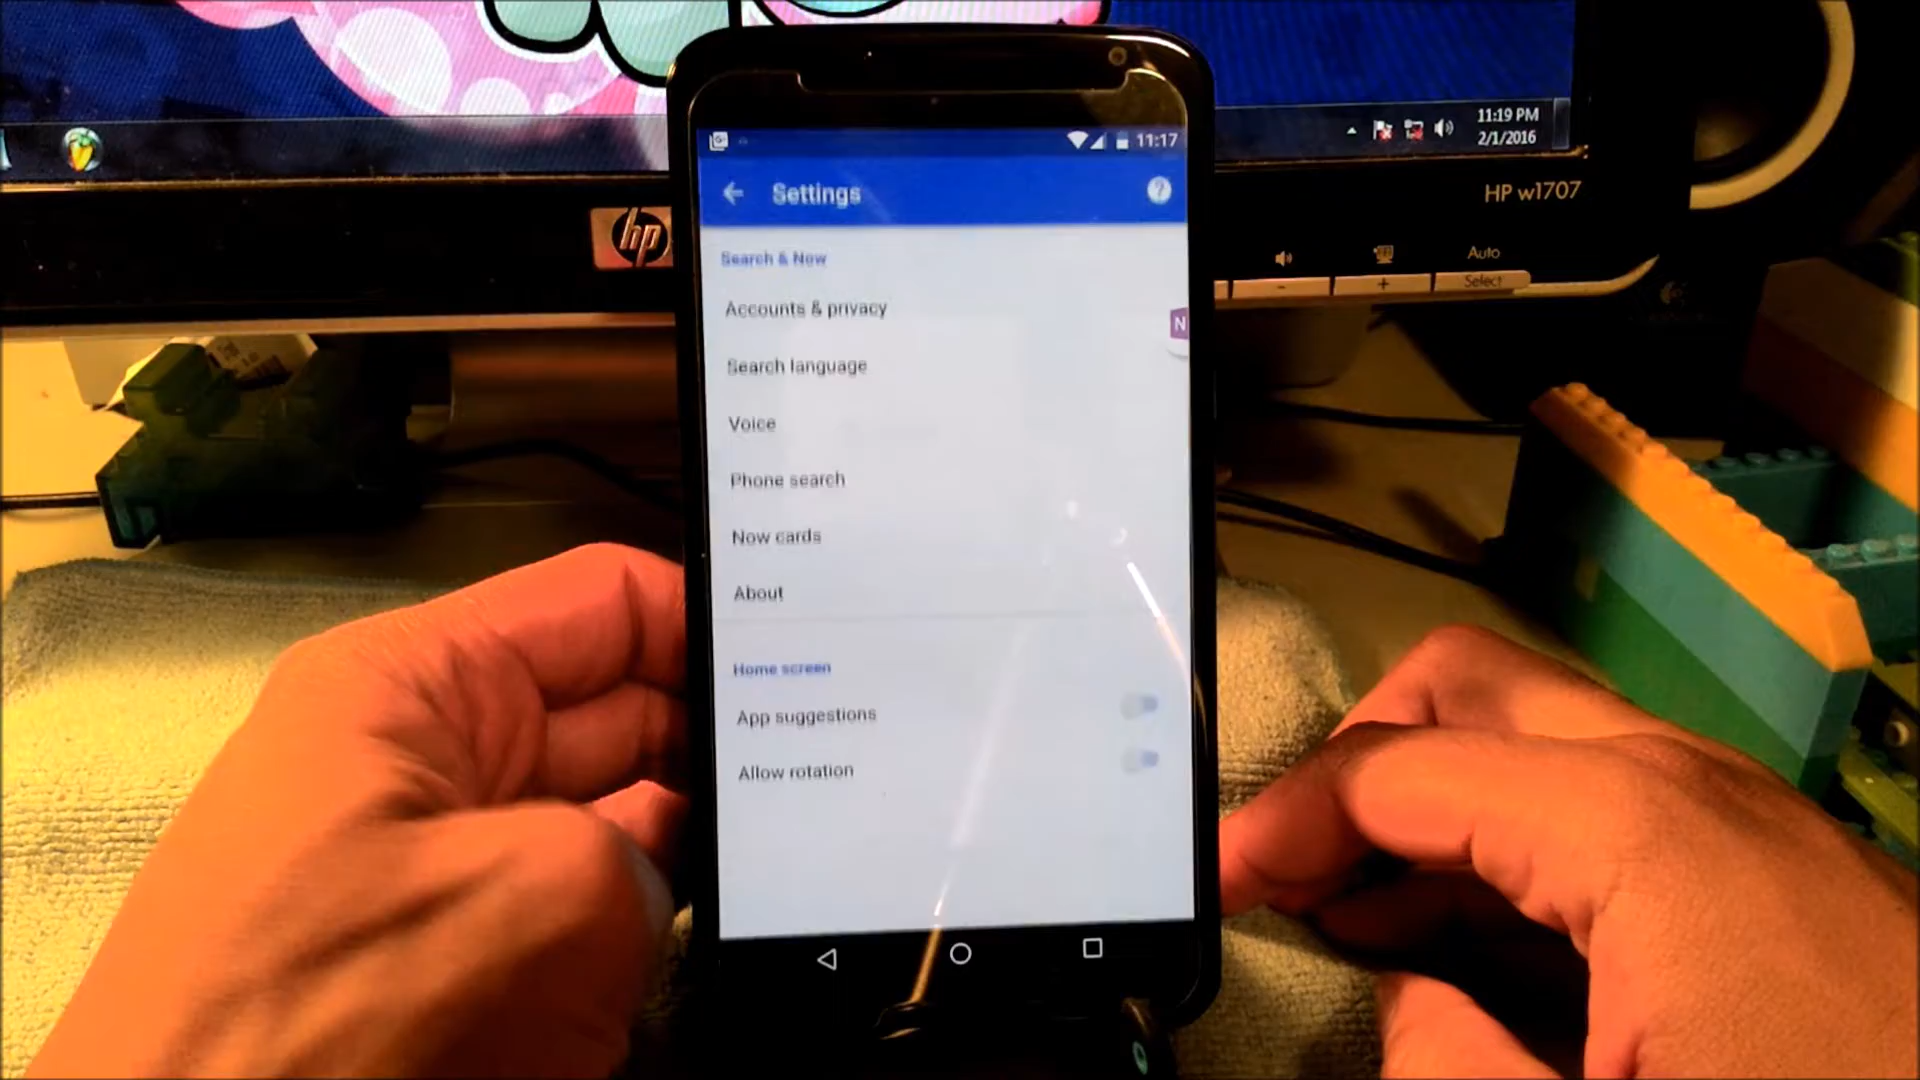 11:19 PM
2/1/2016
HP w1707
hp
Auto
- + Select
11:17
Settings
?
Search & Now
Accounts & privacy
N
Search language
Voice
Phone search
Now cards
About
Home screen
App suggestions
Allow rotation